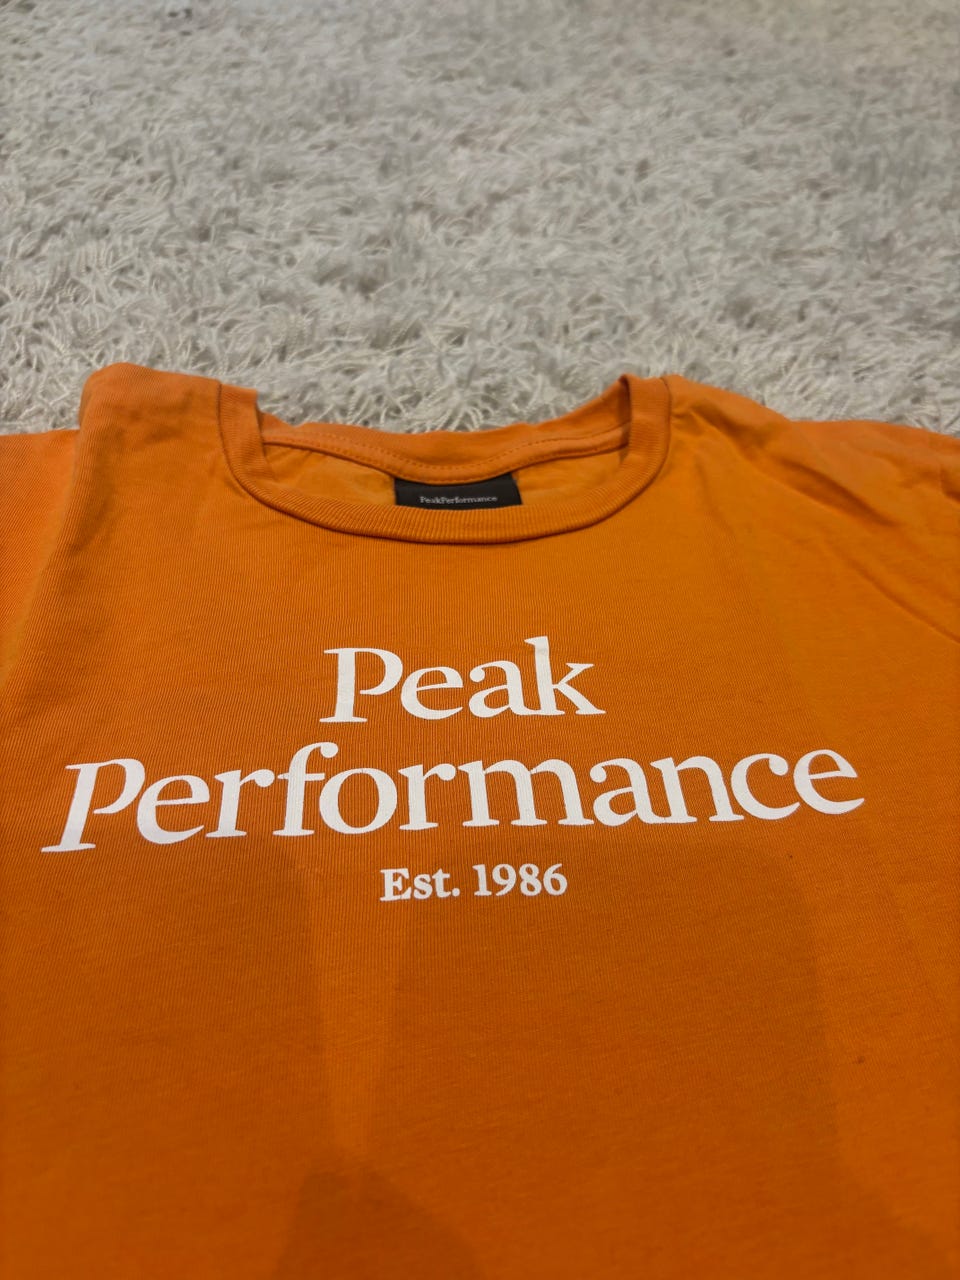 PeakPerformance
Peak
Performance
Est. 1986